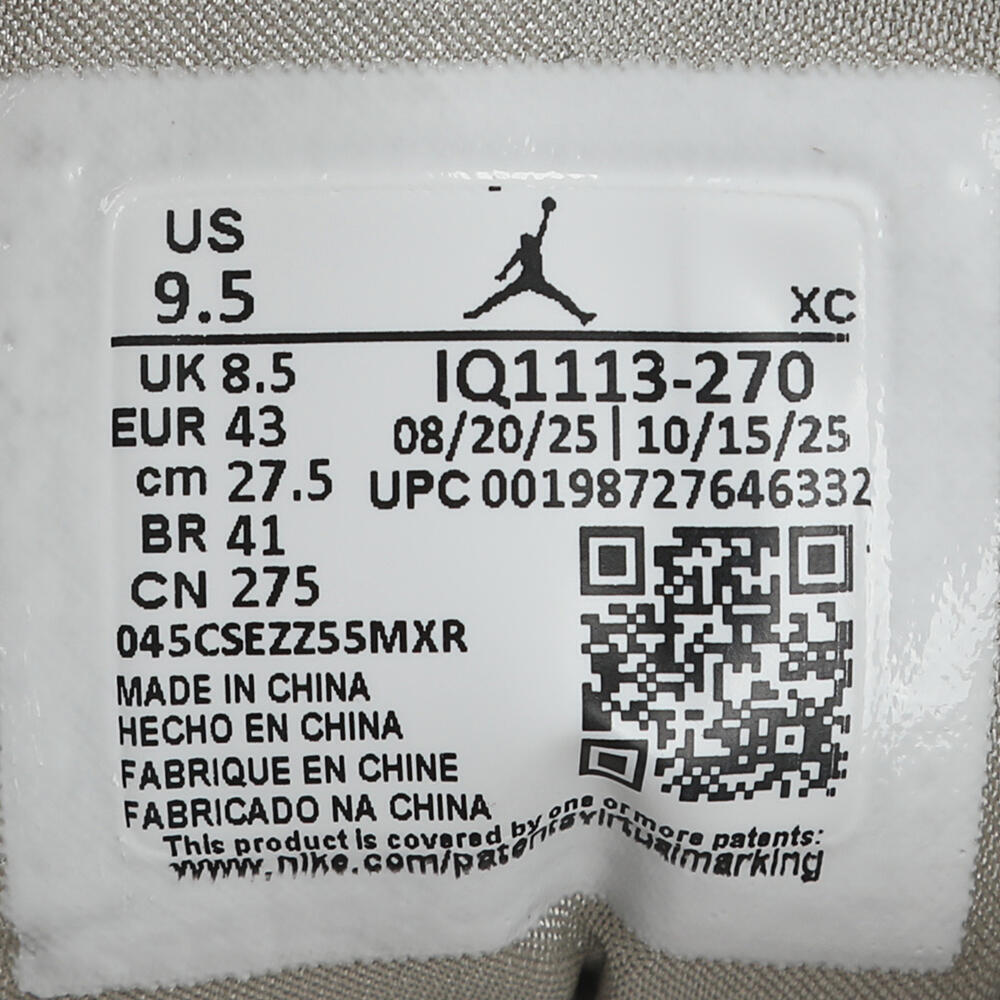 US
9.5
XC
UK 8.5
IQ1113-270
EUR 43
08/20/25 | 10/15/25
cm 27.5
UPC 00198727646332
BR 41
CN 275
045CSEZZ55MXR
MADE IN CHINA
HECHO EN CHINA
FABRIQUE EN CHINE
FABRICADO NA CHINA
This product is covered by one or more patents:
www.nike.com/patentsvirtualmarking